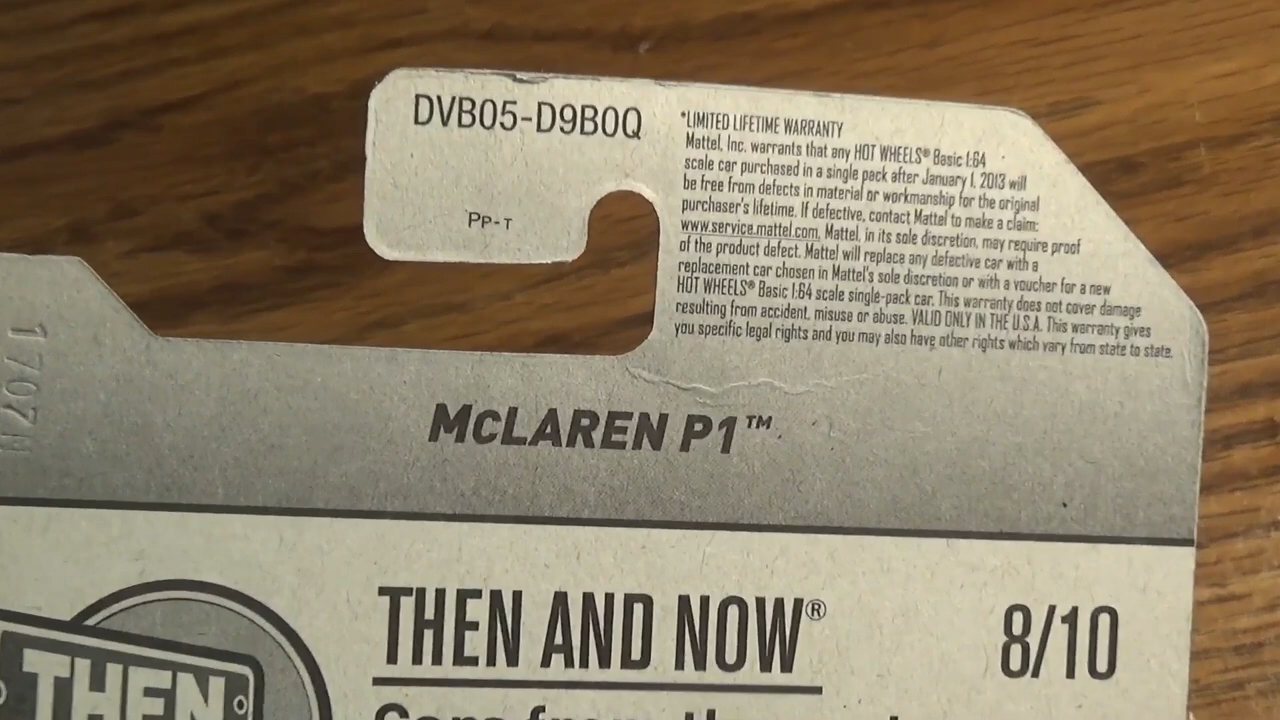 DVB05-D9B0Q
Pp-T
*LIMITED LIFETIME WARRANTY
Mattel, Inc. warrants that any HOT WHEELS® Basic 1:64
scale car purchased in a single pack after January 1, 2013 will
be free from defects in material or workmanship for the original
purchaser's lifetime. If defective, contact Mattel to make a claim:
www.service.mattel.com. Mattel, in its sole discretion, may require proof
of the product defect. Mattel will replace any defective car with a
replacement car chosen in Mattel's sole discretion or with a voucher for a new
HOT WHEELS® Basic 1:64 scale single-pack car. This warranty does not cover damage
resulting from accident, misuse or abuse. VALID ONLY IN THE U.S.A. This warranty gives
you specific legal rights and you may also have other rights which vary from state to state.
McLAREN P1™
THEN AND NOW®
8/10
THEN